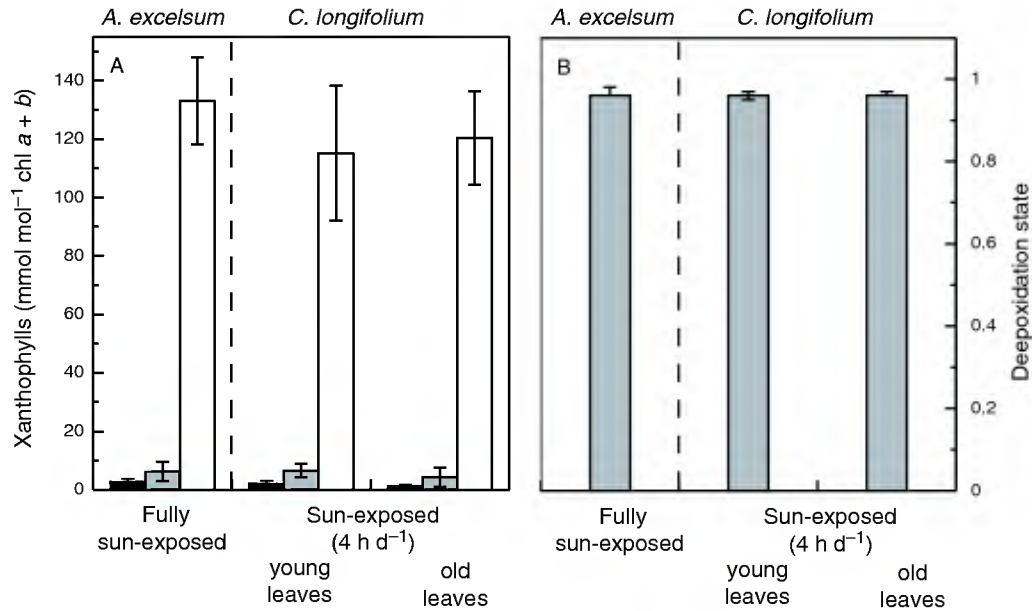 A. excelsum
C. longifolium
A
Xanthophylls (mmol mol⁻¹ chl a + b)
140
120
100
80
60
40
20
0
Fully
sun-exposed
Sun-exposed
(4 h d⁻¹)
young
leaves
old
leaves
A. excelsum
C. longifolium
B
1
0.8
0.6
0.4
0.2
0
Deepoxidation state
Fully
sun-exposed
Sun-exposed
(4 h d⁻¹)
young
leaves
old
leaves